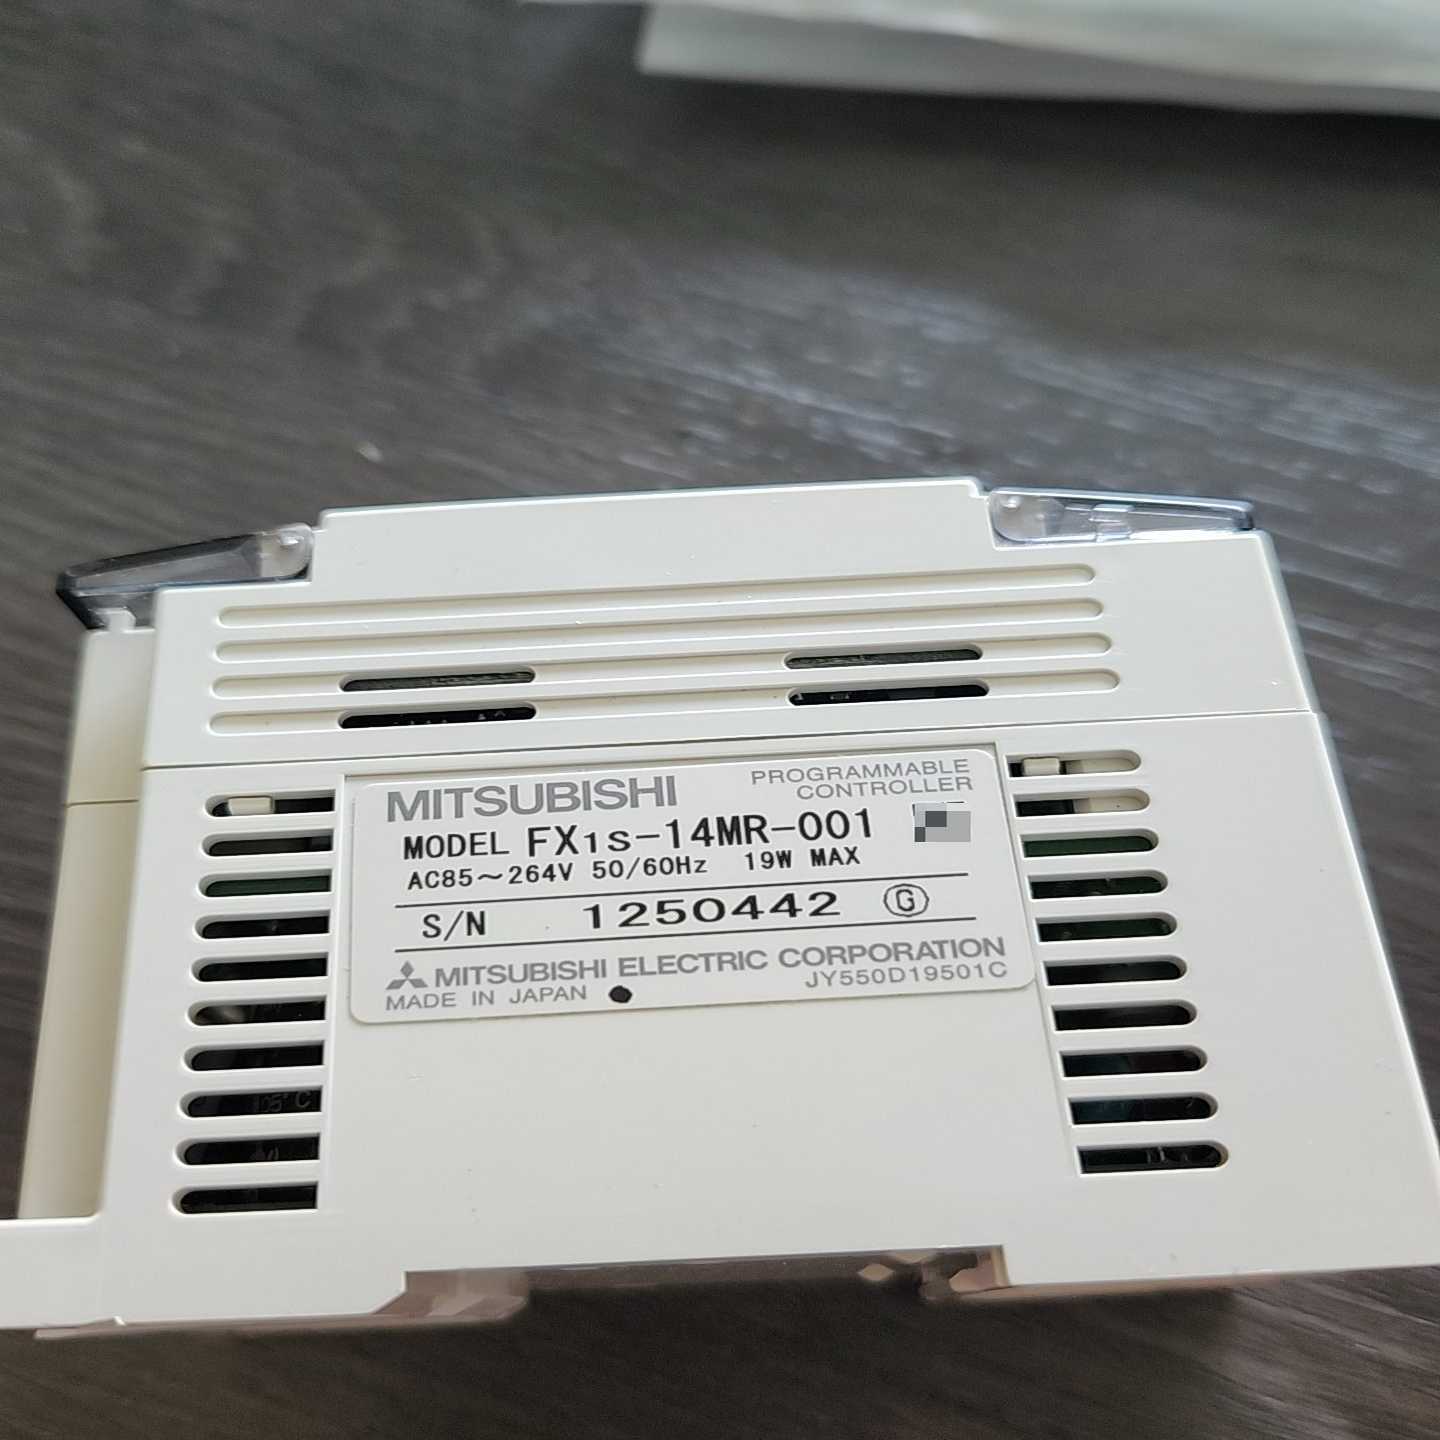 MITSUBISHI
PROGRAMMABLE
CONTROLLER
MODEL FX1S-14MR-001
AC85～264V 50/60Hz 19W MAX
S/N 1250442 G
MITSUBISHI ELECTRIC CORPORATION
MADE IN JAPAN
JY550D19501C
105°C